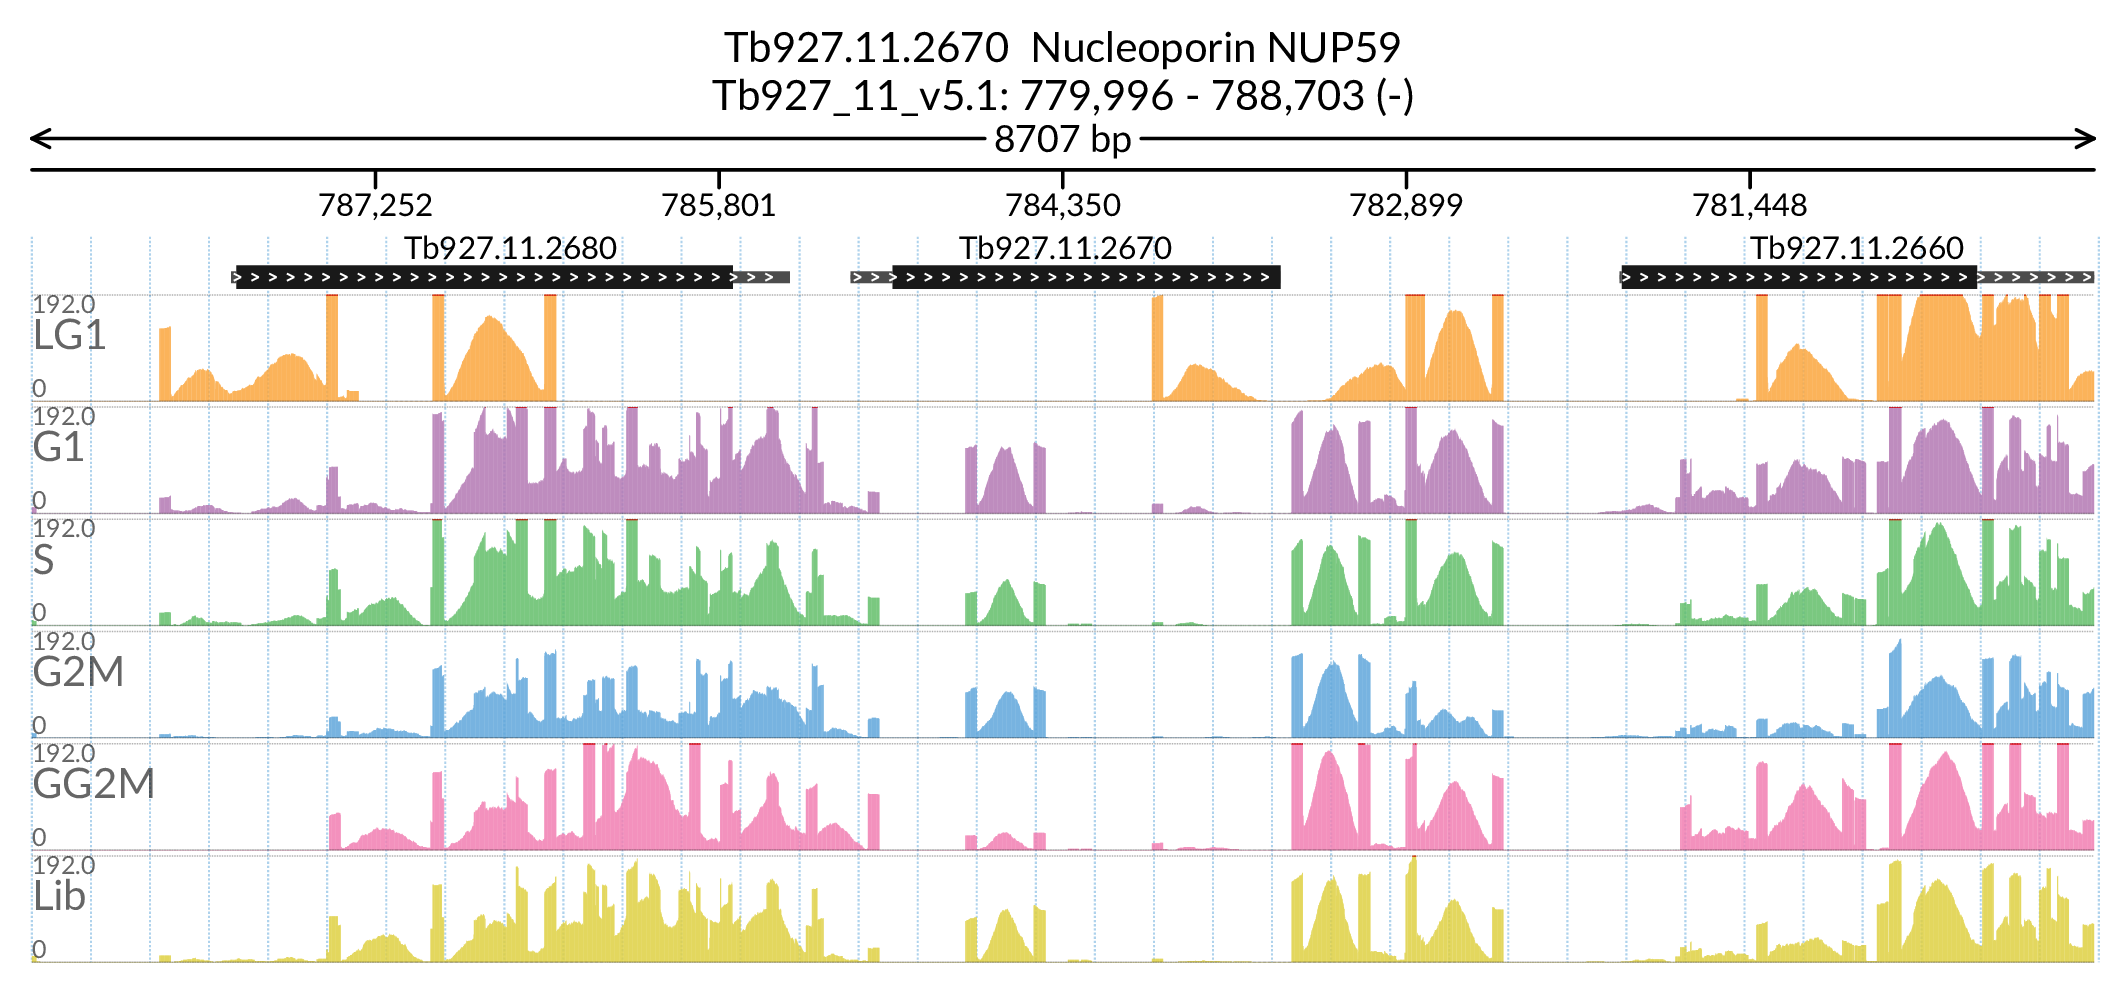 Tb927.11.2670  Nucleoporin NUP59
Tb927_11_v5.1: 779,996 - 788,703 (-)
8707 bp
787,252 785,801 784,350 782,899 781,448
Tb927.11.2680 Tb927.11.2670 Tb927.11.2660
192.0
LG1
0
192.0
G1
0
192.0
S
0
192.0
G2M
0
192.0
GG2M
0
192.0
Lib
0